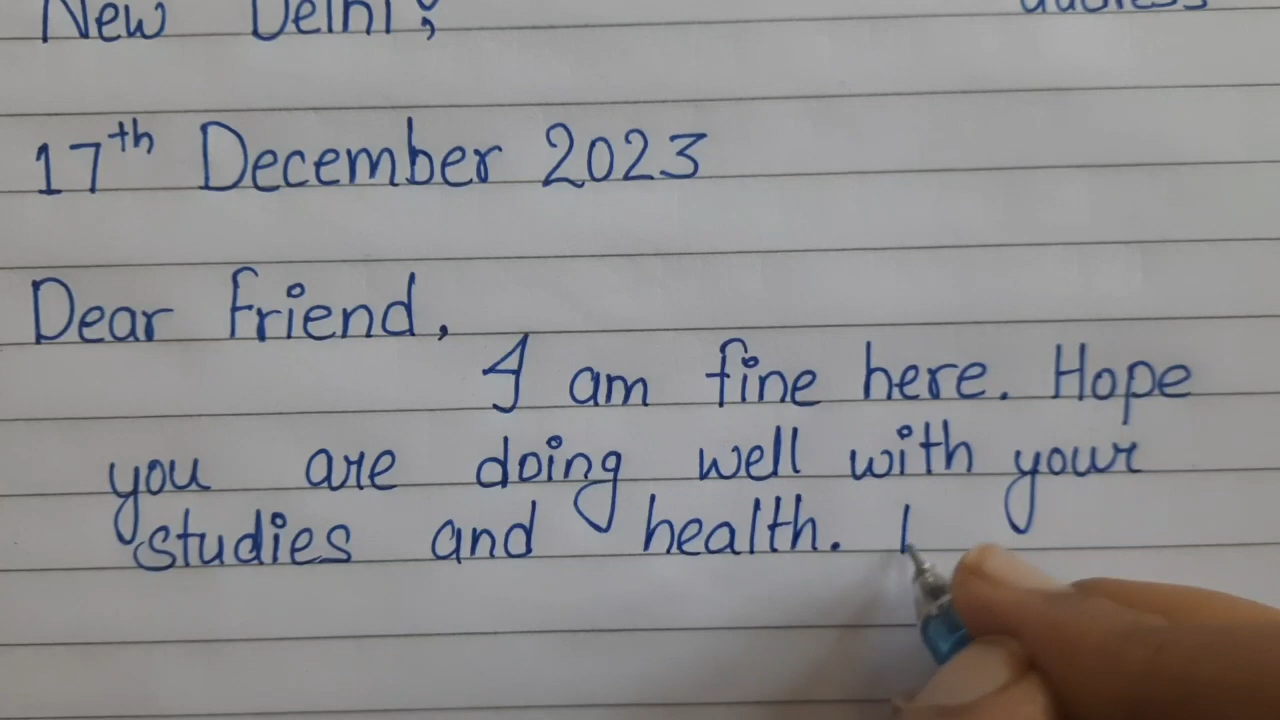 New Delhi, address
17th December 2023
Dear Friend,
I am fine here. Hope
you are doing well with your
studies and health.